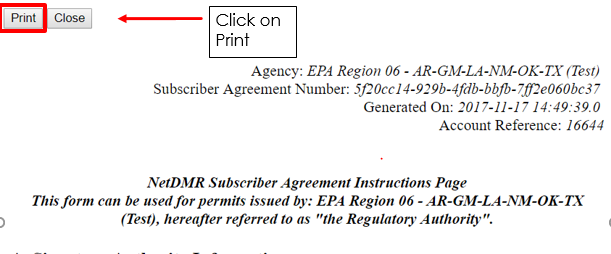 Print Close
Click on
Print
Agency: EPA Region 06 - AR-GM-LA-NM-OK-TX (Test)
Subscriber Agreement Number: 5f20cc14-929b-4fdb-bbfb-7ff2e060bc37
Generated On: 2017-11-17 14:49:39.0
Account Reference: 16644
NetDMR Subscriber Agreement Instructions Page
This form can be used for permits issued by: EPA Region 06 - AR-GM-LA-NM-OK-TX
(Test), hereafter referred to as "the Regulatory Authority".